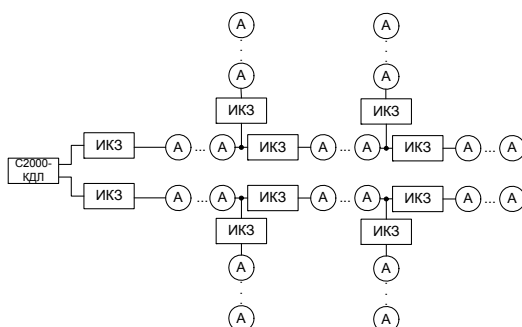 А
А А
А
ИКЗ ИКЗ
ИКЗ А ... А ИКЗ А ... А ИКЗ А ... А
С2000-
КДЛ
ИКЗ А ... А ИКЗ А ... А ИКЗ А ... А
ИКЗ ИКЗ
А А
А А